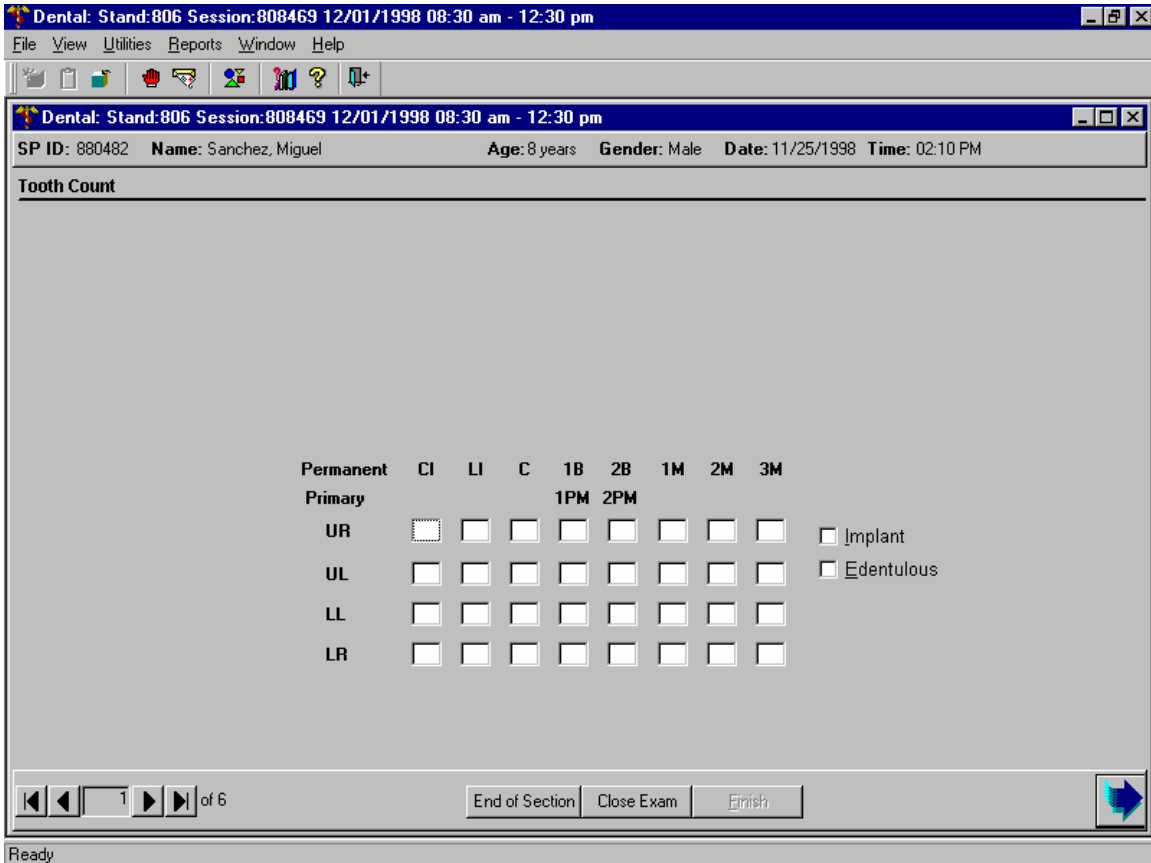 Dental: Stand:806 Session:808469 12/01/1998 08:30 am - 12:30 pm
File View Utilities Reports Window Help
Dental: Stand:806 Session:808469 12/01/1998 08:30 am - 12:30 pm
SP ID: 880482 Name: Sanchez, Miguel Age: 8 years Gender: Male Date: 11/25/1998 Time: 02:10 PM
Tooth Count
Permanent CI LI C 1B 2B 1M 2M 3M
Primary 1PM 2PM
UR Implant
UL Edentulous
LL
LR
1 of 6 End of Section Close Exam Finish
Ready